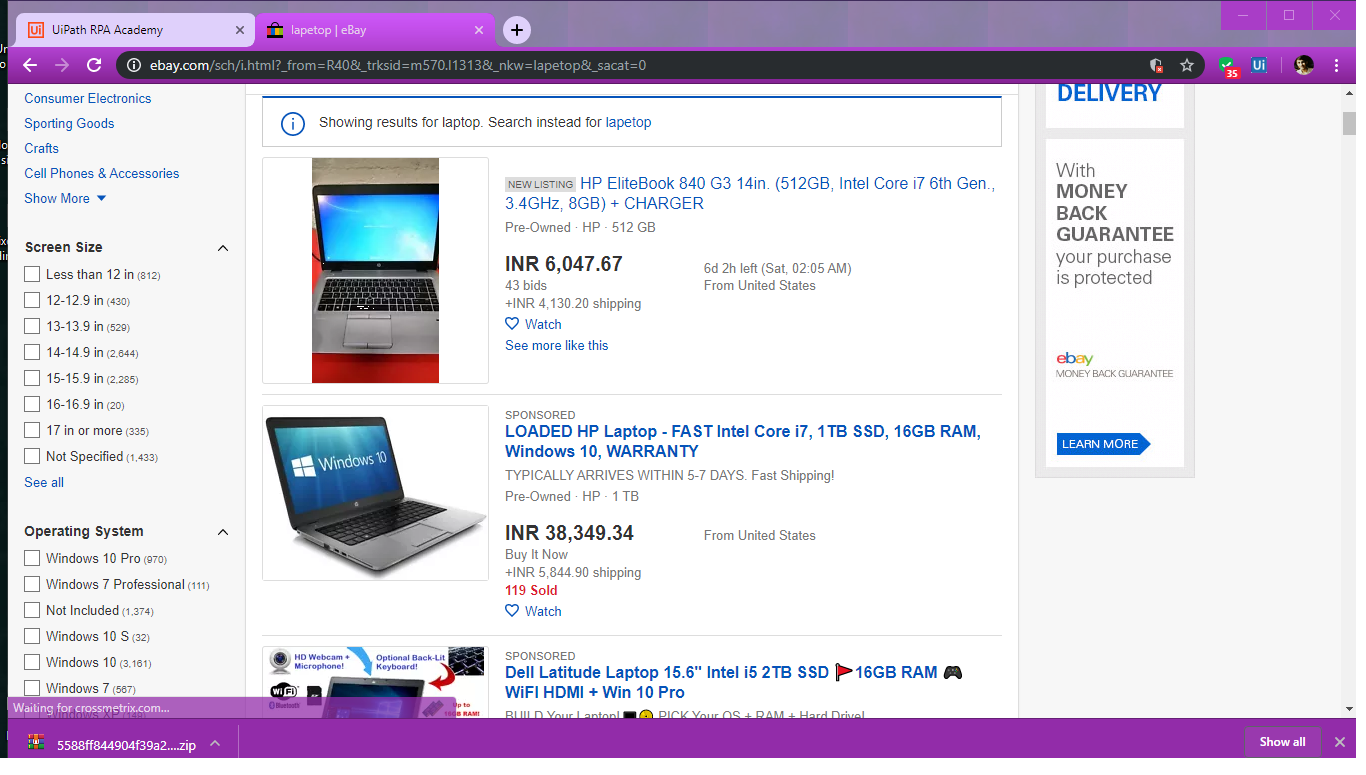 UiPath RPA Academy
lapetop | eBay
ebay.com/sch/i.html?_from=R40&_trksid=m570.l1313&_nkw=lapetop&_sacat=0
35
Ui
Consumer Electronics
Sporting Goods
Crafts
Cell Phones & Accessories
Show More
Screen Size
Less than 12 in (812)
12-12.9 in (430)
13-13.9 in (529)
14-14.9 in (2,644)
15-15.9 in (2,285)
16-16.9 in (20)
17 in or more (335)
Not Specified (1,433)
See all
Operating System
Windows 10 Pro (970)
Windows 7 Professional (111)
Not Included (1,374)
Windows 10 S (32)
Windows 10 (3,161)
Windows 7 (567)
Waiting for crossmetrix.com...
Showing results for laptop. Search instead for lapetop
NEW LISTING HP EliteBook 840 G3 14in. (512GB, Intel Core i7 6th Gen.,
3.4GHz, 8GB) + CHARGER
Pre-Owned · HP · 512 GB
INR 6,047.67
43 bids
+INR 4,130.20 shipping
Watch
See more like this
6d 2h left (Sat, 02:05 AM)
From United States
Windows 10
SPONSORED
LOADED HP Laptop - FAST Intel Core i7, 1TB SSD, 16GB RAM,
Windows 10, WARRANTY
TYPICALLY ARRIVES WITHIN 5-7 DAYS. Fast Shipping!
Pre-Owned · HP · 1 TB
INR 38,349.34
Buy It Now
+INR 5,844.90 shipping
119 Sold
Watch
From United States
HD Webcam +
Microphone!
Optional Back-Lit
Keyboard!
WiFi
Bluetooth
Up to
16GB RAM!
SPONSORED
Dell Latitude Laptop 15.6" Intel i5 2TB SSD 🚩16GB RAM 🎮
WiFI HDMI + Win 10 Pro
BUILD Your Laptop! PICK Your OS + RAM + Hard Drive!
DELIVERY
With
MONEY
BACK
GUARANTEE
your purchase
is protected
ebay
MONEY BACK GUARANTEE
LEARN MORE
5588ff844904f39a2....zip
Show all